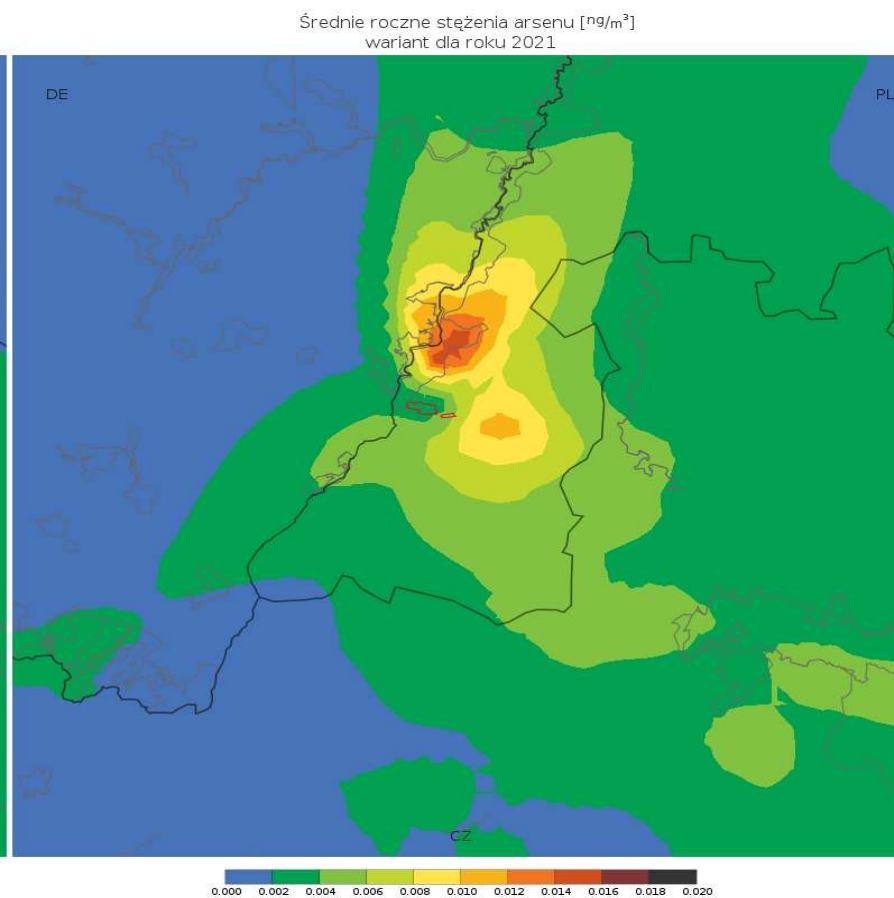 Średnie roczne stężenia arsenu [ng/m³]
wariant dla roku 2021
DE
PL
CZ
0.000 0.002 0.004 0.006 0.008 0.010 0.012 0.014 0.016 0.018 0.020